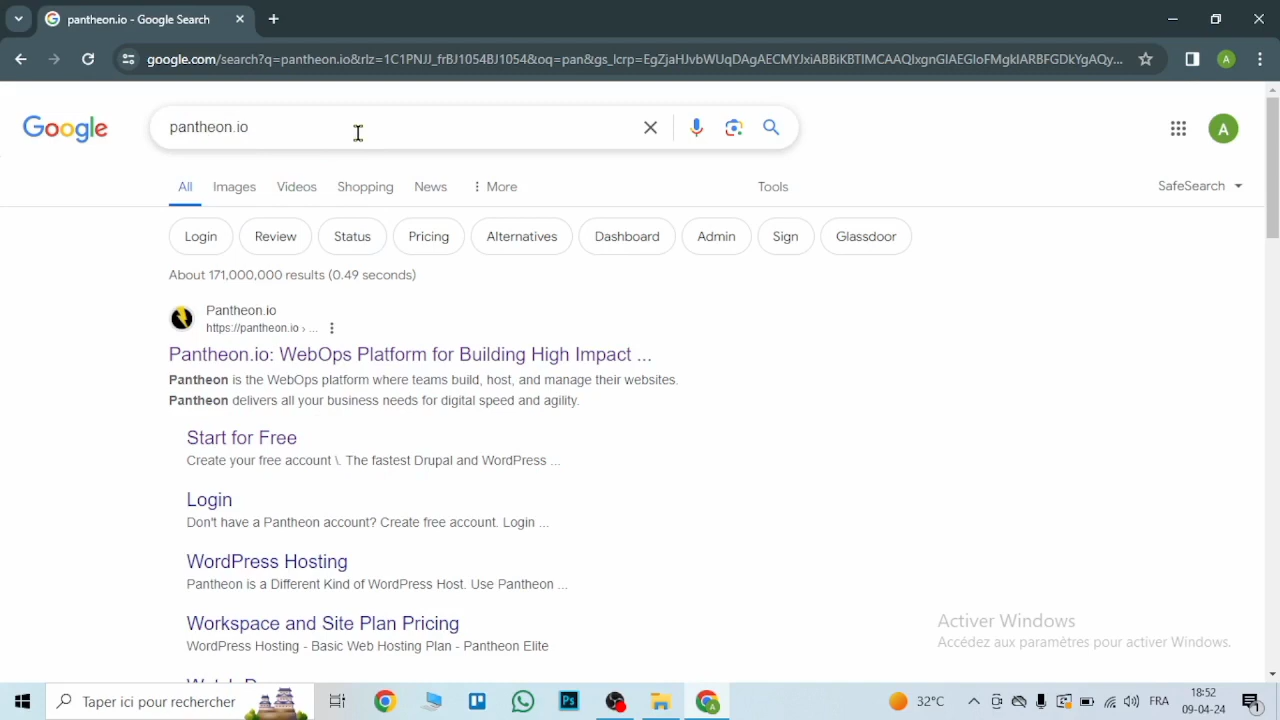 pantheon.io - Google Search
google.com/search?q=pantheon.io&rlz=1C1PNJJ_frBJ1054BJ1054&oq=pan&gs_lcrp=EgZjaHJvbWUqDAgAECMYJxiABBiKBTIMCAAQIxgnGIAEGIoFMgkIARBFGDkYgAQy...
A
Google
pantheon.io
A
All
Images
Videos
Shopping
News
More
Tools
SafeSearch
Login
Review
Status
Pricing
Alternatives
Dashboard
Admin
Sign
Glassdoor
About 171,000,000 results (0.49 seconds)
Pantheon.io
https://pantheon.io › ...
Pantheon.io: WebOps Platform for Building High Impact ...
Pantheon is the WebOps platform where teams build, host, and manage their websites.
Pantheon delivers all your business needs for digital speed and agility.
Start for Free
Create your free account \. The fastest Drupal and WordPress ...
Login
Don't have a Pantheon account? Create free account. Login ...
WordPress Hosting
Pantheon is a Different Kind of WordPress Host. Use Pantheon ...
Workspace and Site Plan Pricing
WordPress Hosting - Basic Web Hosting Plan - Pantheon Elite
Activer Windows
Accédez aux paramètres pour activer Windows.
Taper ici pour rechercher
Ps
32°C
FRA
18:52
09-04-24
1